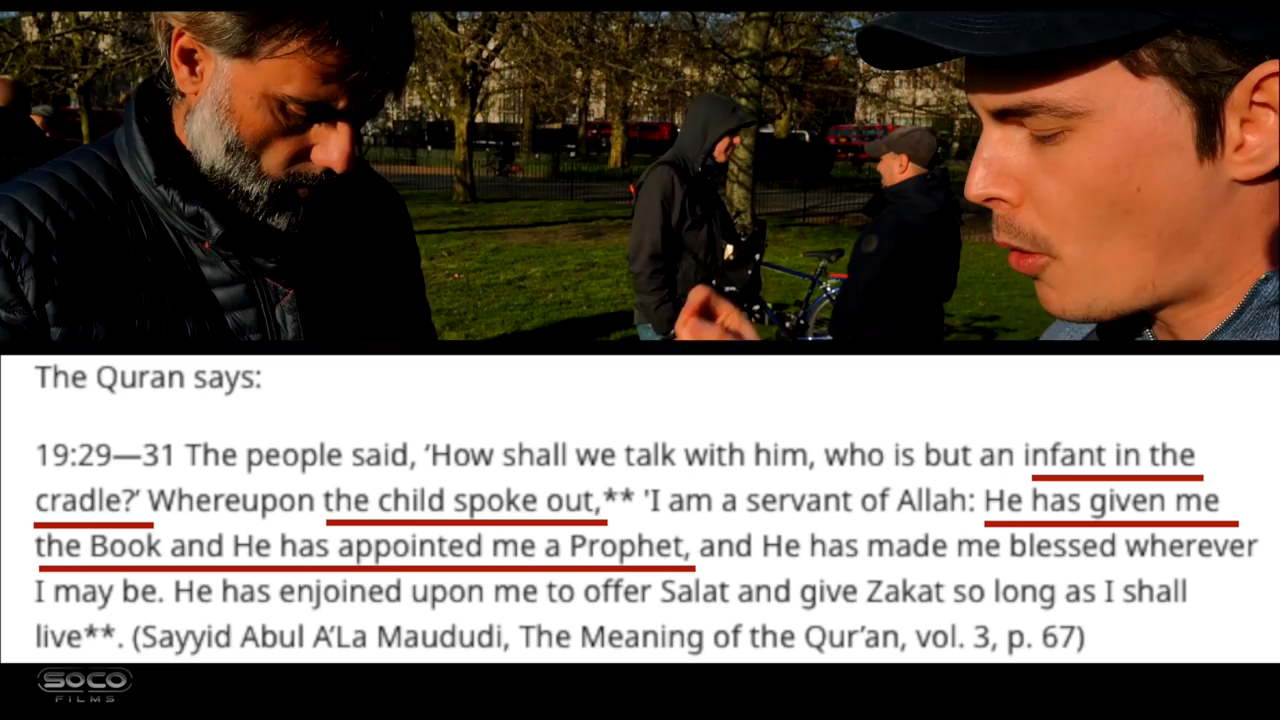 The Quran says:
19:29—31 The people said, ‘How shall we talk with him, who is but an infant in the
cradle?’ Whereupon the child spoke out,** 'I am a servant of Allah: He has given me
the Book and He has appointed me a Prophet, and He has made me blessed wherever
I may be. He has enjoined upon me to offer Salat and give Zakat so long as I shall
live**. (Sayyid Abul A’La Maududi, The Meaning of the Qur’an, vol. 3, p. 67)
SOCO
FILMS